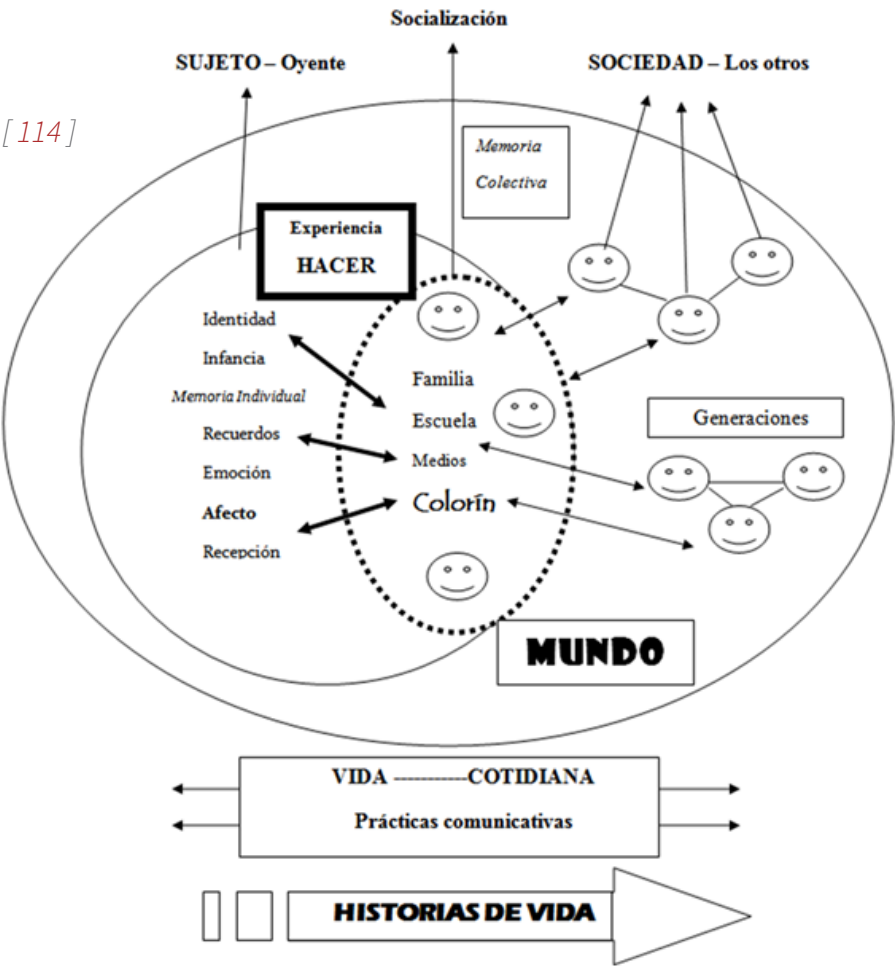 Socialización
SUJETO – Oyente
SOCIEDAD – Los otros
[ 114 ]
Memoria
Colectiva
Experiencia
HACER
Identidad
Infancia
Memoria Individual
Recuerdos
Emoción
Afecto
Recepción
Familia
Escuela
Medios
Colorín
Generaciones
MUNDO
VIDA -----------COTIDIANA
Prácticas comunicativas
HISTORIAS DE VIDA